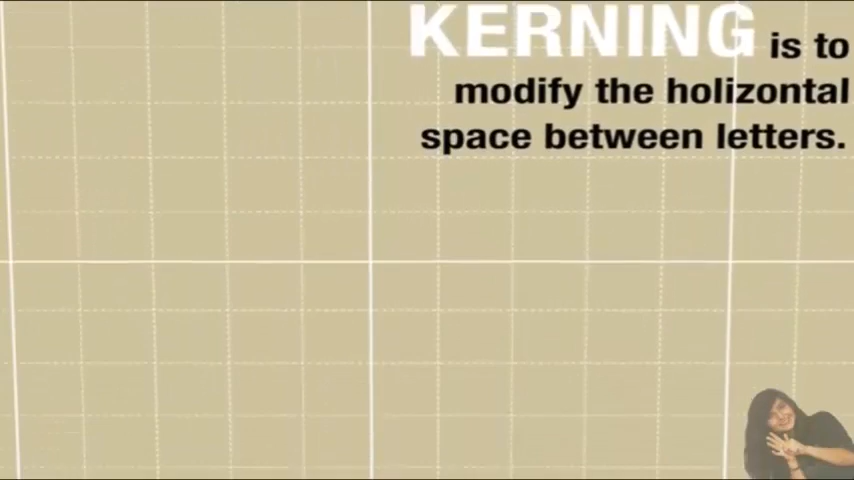 KERNING is to
modify the holizontal
space between letters.